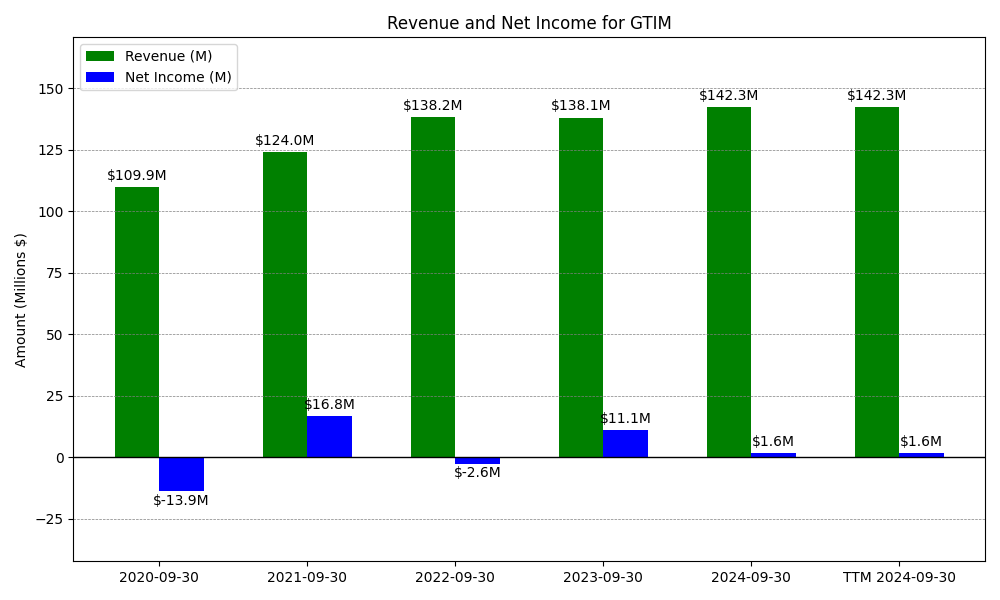 Revenue and Net Income for GTIM
Revenue (M)
Net Income (M)
Amount (Millions $)
150
125
100
75
50
25
0
−25
$109.9M
$124.0M
$138.2M
$138.1M
$142.3M
$142.3M
$-13.9M
$16.8M
$-2.6M
$11.1M
$1.6M
$1.6M
2020-09-30
2021-09-30
2022-09-30
2023-09-30
2024-09-30
TTM 2024-09-30